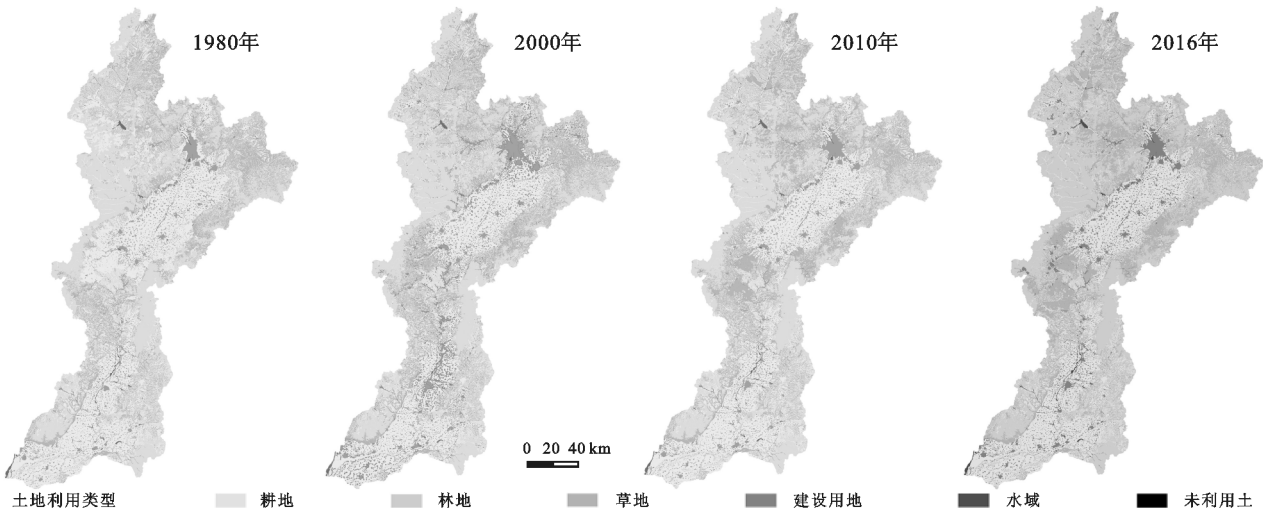 1980年
2000年
2010年
2016年
0 20 40 km
土地利用类型 耕地 林地 草地 建设用地 水域 未利用土